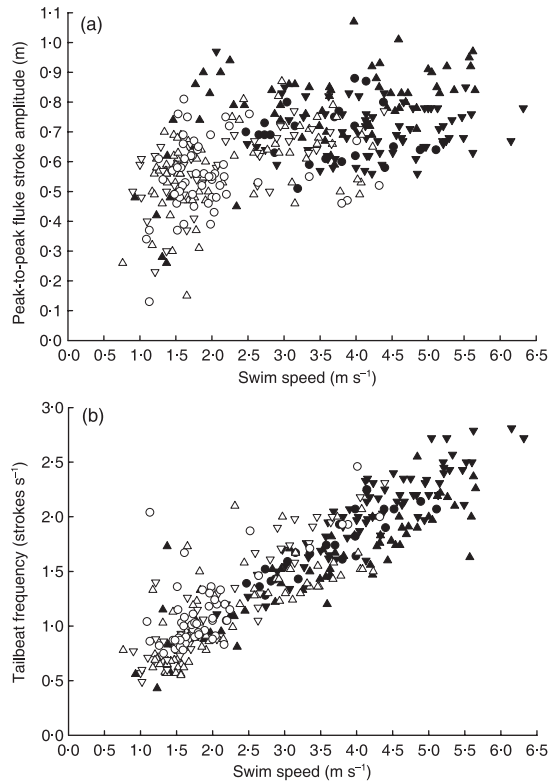 (a)
Peak-to-peak fluke stroke amplitude (m)
1·1
1·0
0·9
0·8
0·7
0·6
0·5
0·4
0·3
0·2
0·1
0·0
0·0 0·5 1·0 1·5 2·0 2·5 3·0 3·5 4·0 4·5 5·0 5·5 6·0 6·5
Swim speed (m s⁻¹)
(b)
Tailbeat frequency (strokes s⁻¹)
3·0
2·5
2·0
1·5
1·0
0·5
0·0
0·0 0·5 1·0 1·5 2·0 2·5 3·0 3·5 4·0 4·5 5·0 5·5 6·0 6·5
Swim speed (m s⁻¹)